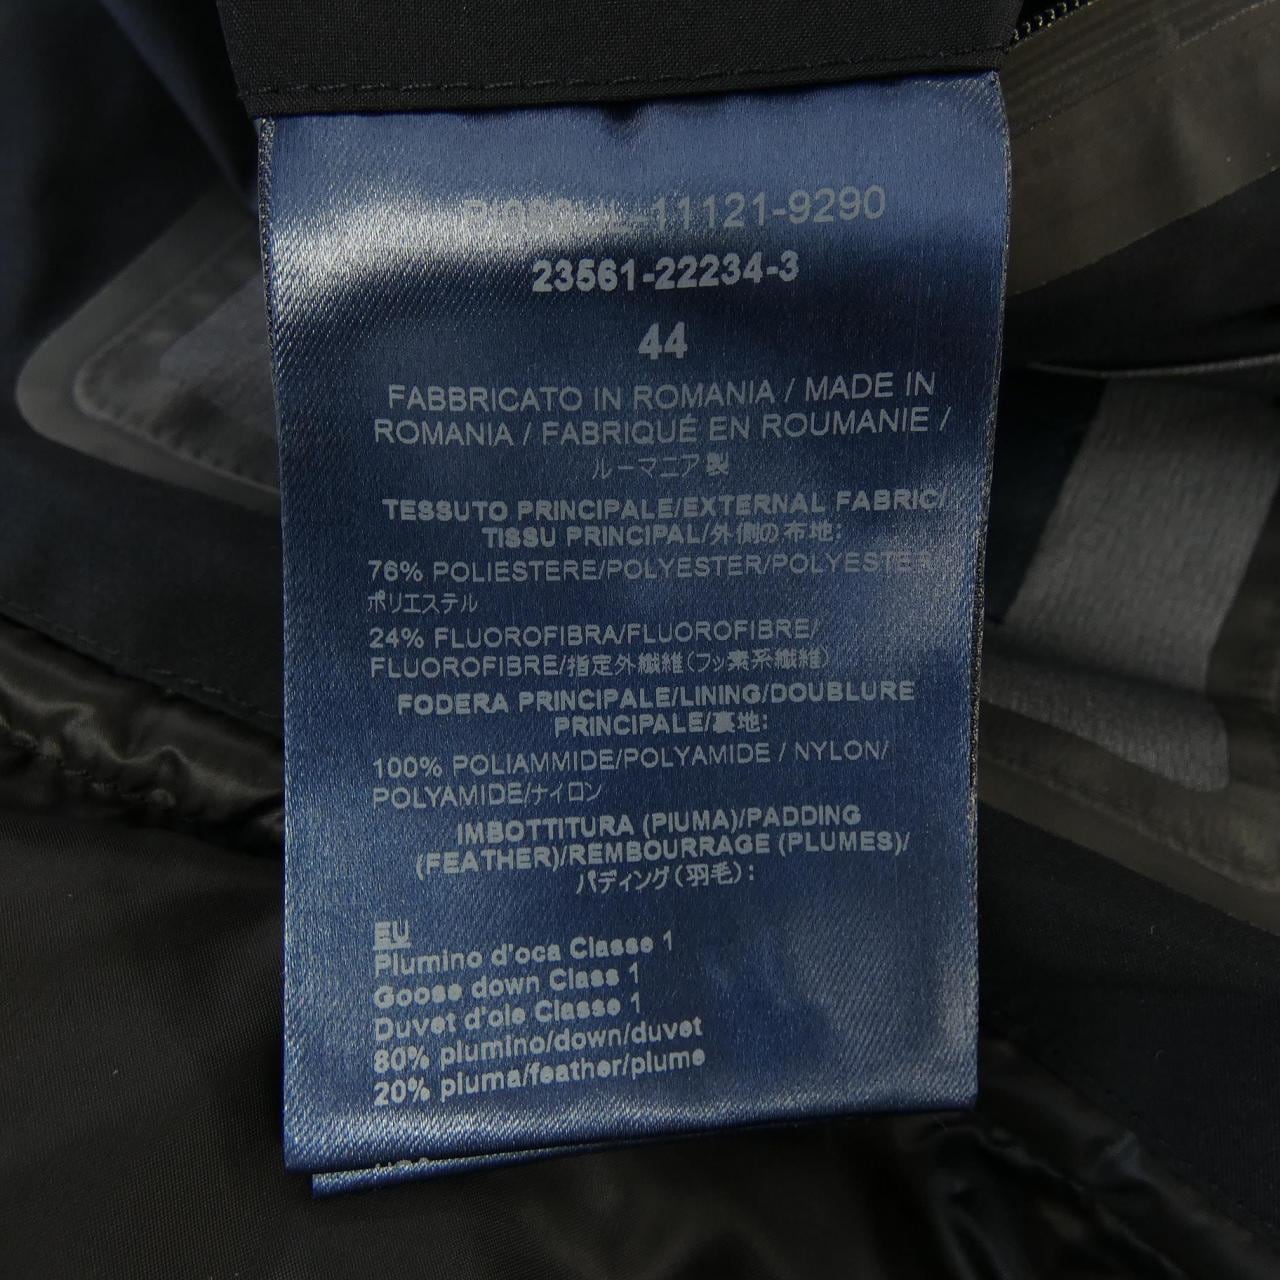 -11121-9290
23561-22234-3
44
FABBRICATO IN ROMANIA / MADE IN
ROMANIA / FABRIQUÉ EN ROUMANIE /
ルーマニア製
TESSUTO PRINCIPALE/EXTERNAL FABRIC/
TISSU PRINCIPAL/外側の布地:
76% POLIESTERE/POLYESTER/POLYESTER
ポリエステル
24% FLUOROFIBRA/FLUOROFIBRE/
FLUOROFIBRE/指定外繊維(フッ素系繊維)
FODERA PRINCIPALE/LINING/DOUBLURE
PRINCIPALE/裏地:
100% POLIAMMIDE/POLYAMIDE / NYLON/
POLYAMIDE/ナイロン
IMBOTTITURA (PIUMA)/PADDING
(FEATHER)/REMBOURRAGE (PLUMES)/
パディング(羽毛):
EU
Plumino d'oca Classe 1
Goose down Class 1
Duvet d'oie Classe 1
80% plumino/down/duvet
20% piuma/feather/plume